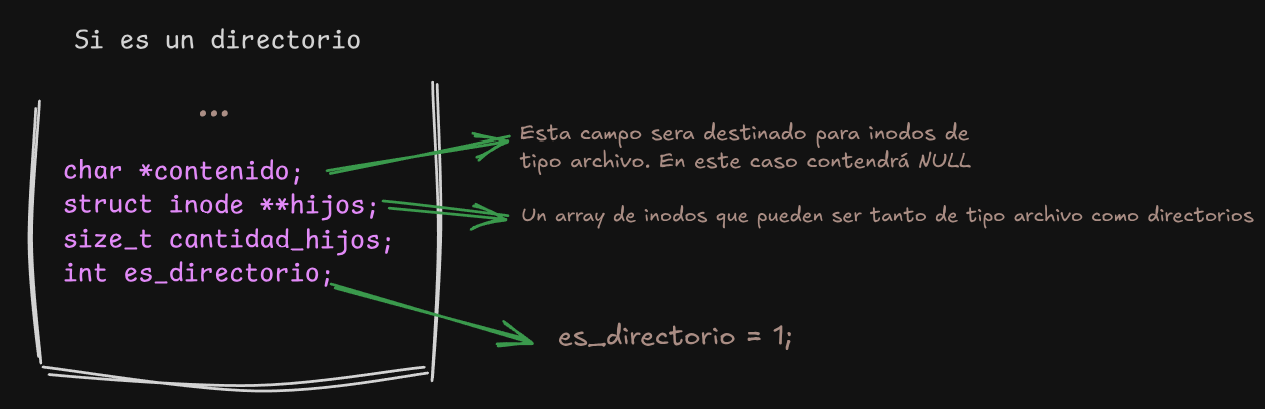 Si es un directorio
...
char *contenido;
Esta campo sera destinado para inodos de
tipo archivo. En este caso contendrá NULL
struct inode **hijos;
Un array de inodos que pueden ser tanto de tipo archivo como directorios
size_t cantidad_hijos;
int es_directorio;
es_directorio = 1;